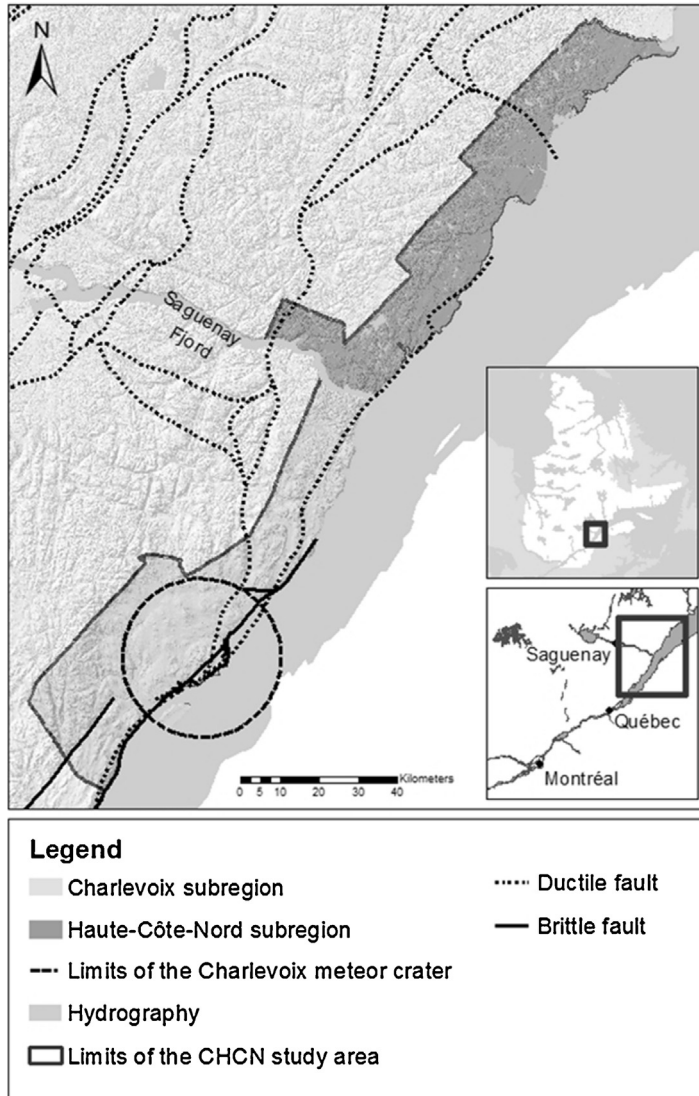 N
Saguenay
Fjord
Saguenay
Québec
Montréal
0 5 10 20 30 40 Kilometers
Legend
Charlevoix subregion
Haute-Côte-Nord subregion
Limits of the Charlevoix meteor crater
Hydrography
Limits of the CHCN study area
Ductile fault
Brittle fault